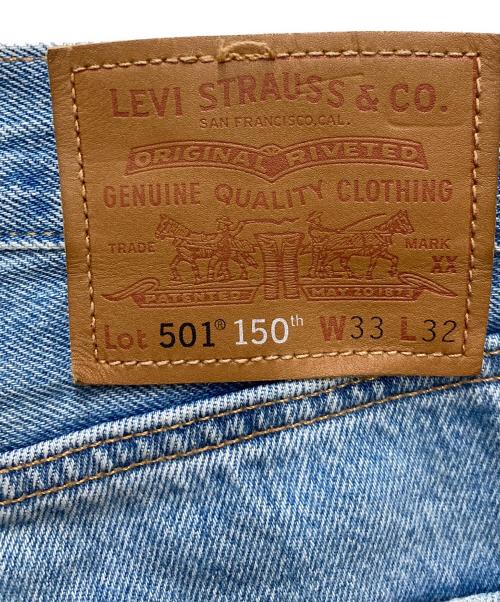 LEVI STRAUSS & CO.
SAN FRANCISCO, CAL.
ORIGINAL RIVETED
GENUINE QUALITY CLOTHING
TRADE MARK
XX
PATENTED MAY 20 1873
Lot 501® 150th W33 L32